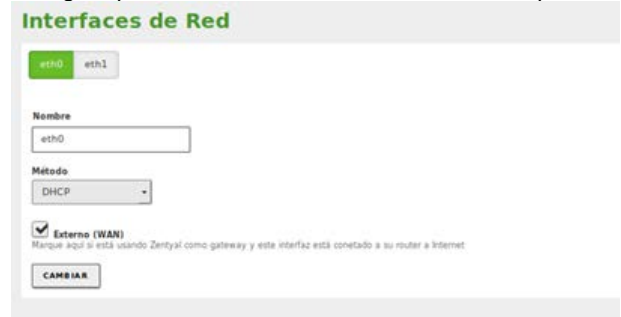 Interfaces de Red
eth0 eth1
Nombre
eth0
Método
DHCP
Externo (WAN)
Marque aquí si está usando Zentyal como gateway y este interfaz está conetado a su router a Internet
CAMBIAR